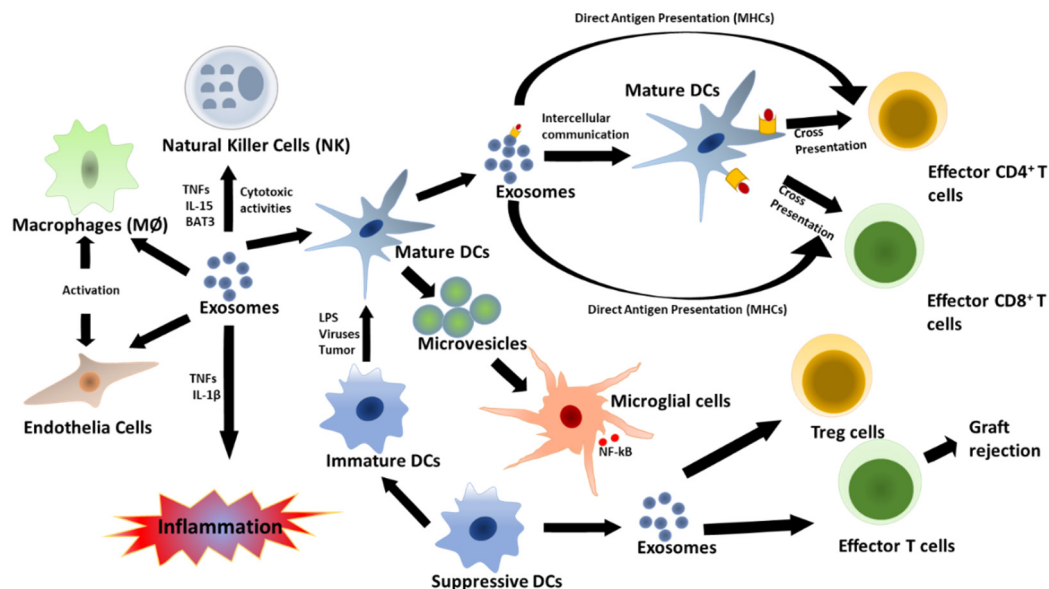 Direct Antigen Presentation (MHCs)
Mature DCs
Intercellular
communication
Cross
Presentation
Natural Killer Cells (NK)
Exosomes
Effector CD4+ T
cells
TNFs
IL-15
BAT3
Cytotoxic
activities
Macrophages (MØ)
Cross
Presentation
Mature DCs
Activation
Exosomes
Direct Antigen Presentation (MHCs)
Effector CD8+ T
cells
LPS
Viruses
Tumor
Microvesicles
TNFs
IL-1β
Endothelia Cells
Microglial cells
NF-kB
Treg cells
Graft
rejection
Immature DCs
Inflammation
Exosomes
Effector T cells
Suppressive DCs